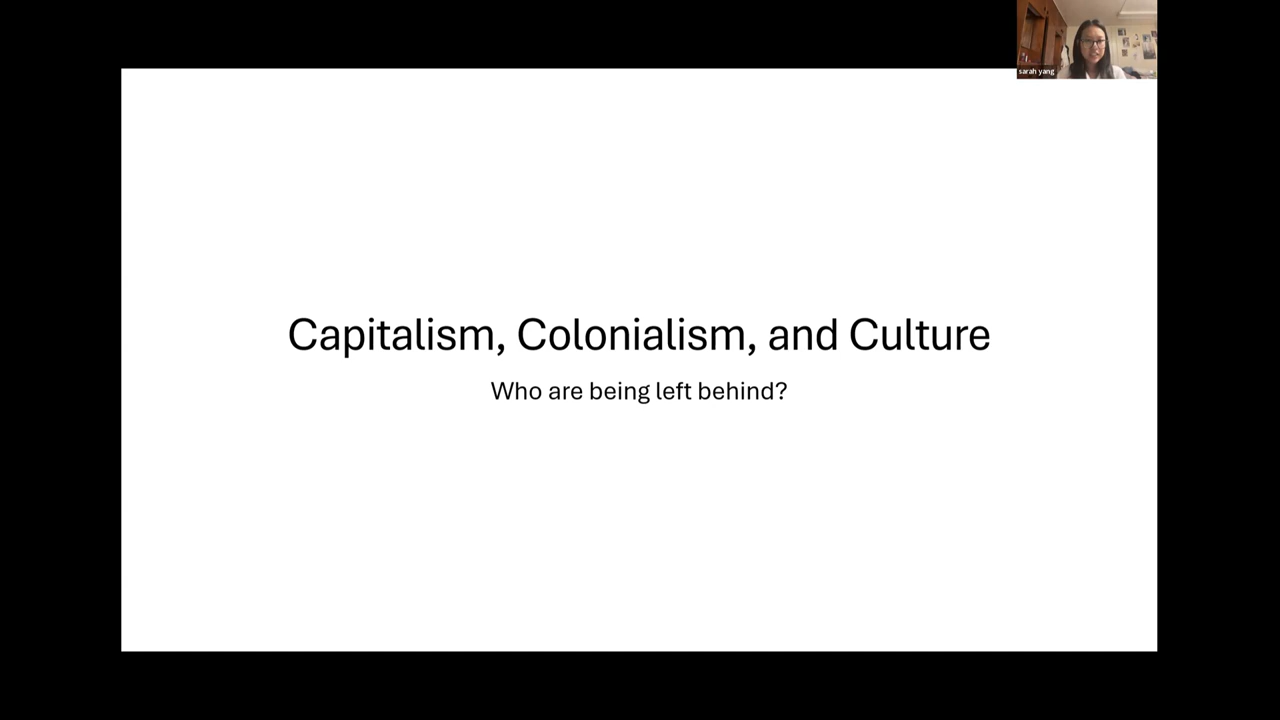 sarah yang
Capitalism, Colonialism, and Culture
Who are being left behind?